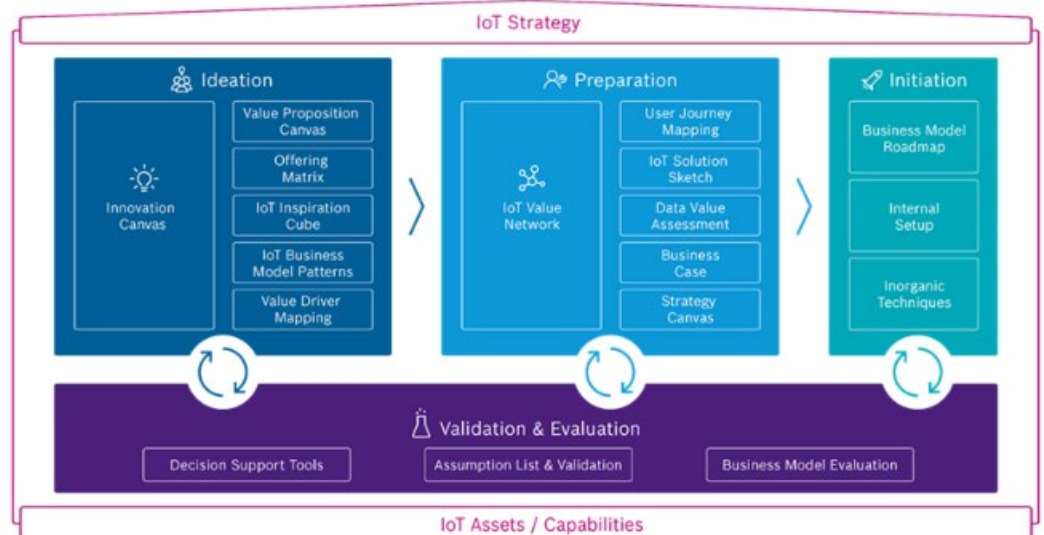 IoT Strategy
Ideation
Innovation
Canvas
Value Proposition
Canvas
Offering
Matrix
IoT Inspiration
Cube
IoT Business
Model Patterns
Value Driver
Mapping
Preparation
IoT Value
Network
User Journey
Mapping
IoT Solution
Sketch
Data Value
Assessment
Business
Case
Strategy
Canvas
Initiation
Business Model
Roadmap
Internal
Setup
Inorganic
Techniques
Validation & Evaluation
Decision Support Tools
Assumption List & Validation
Business Model Evaluation
IoT Assets / Capabilities